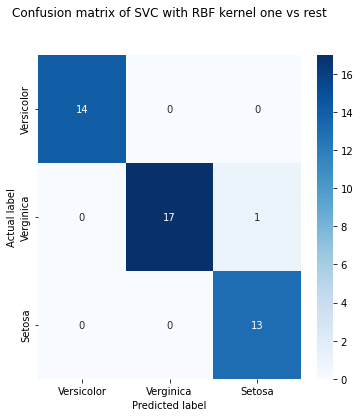 Confusion matrix of SVC with RBF kernel one vs rest
Versicolor
14
0
0
Verginica
0
17
1
Setosa
0
0
13
Actual label
Versicolor
Verginica
Setosa
Predicted label
16
14
12
10
8
6
4
2
0